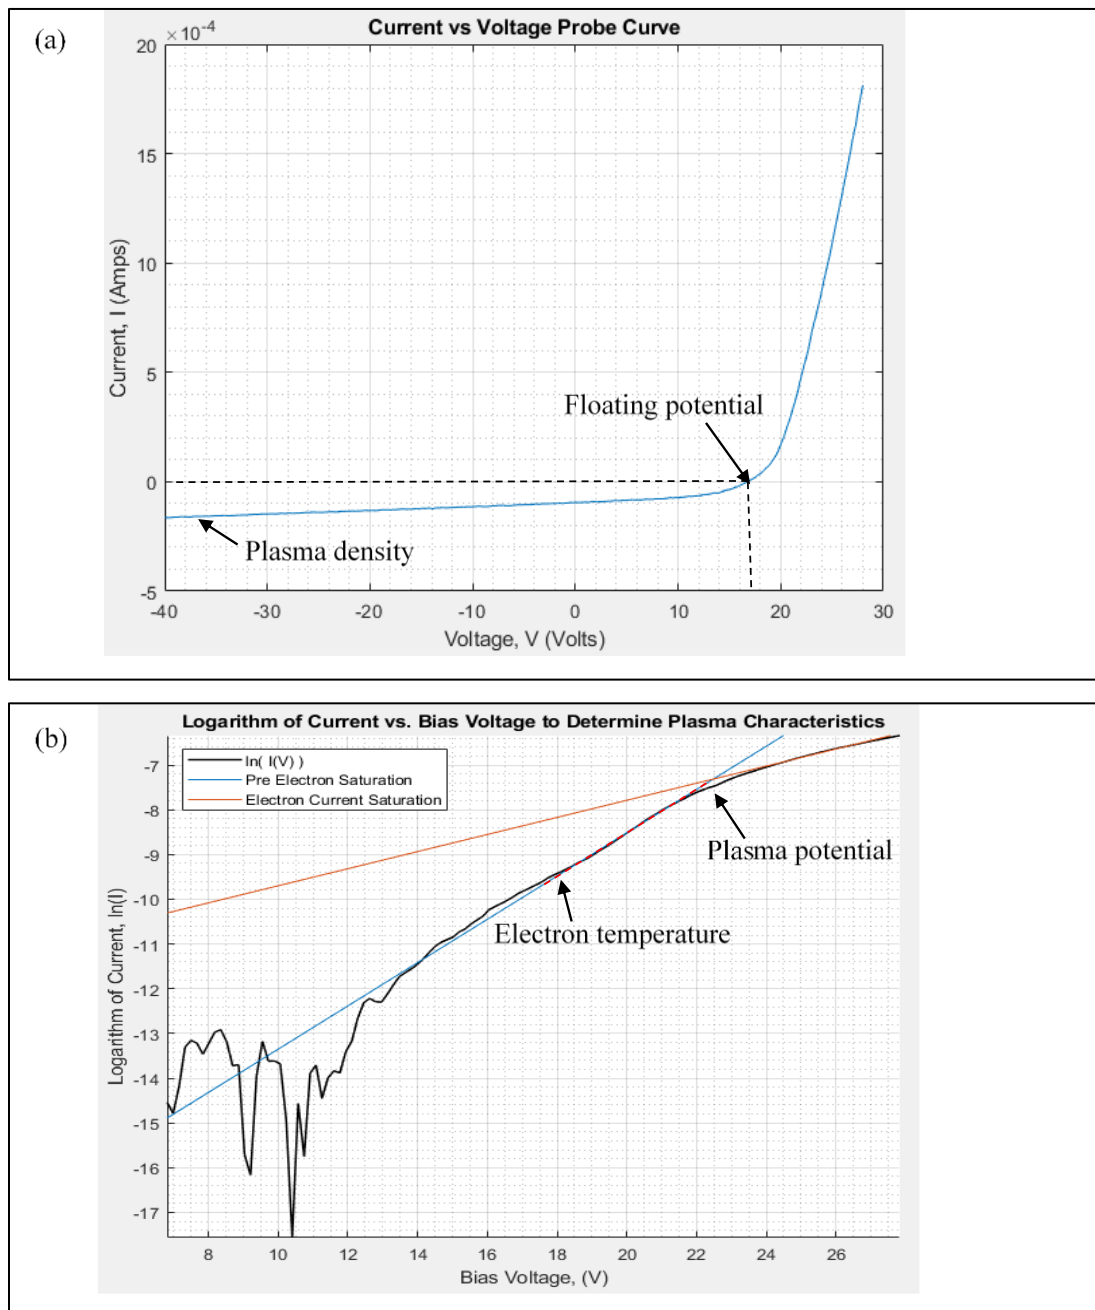 (a)
Current vs Voltage Probe Curve
×10⁻⁴
20
15
10
5
0
-5
Current, I (Amps)
Floating potential
Plasma density
-40 -30 -20 -10 0 10 20 30
Voltage, V (Volts)
(b)
Logarithm of Current vs. Bias Voltage to Determine Plasma Characteristics
ln( I(V) )
Pre Electron Saturation
Electron Current Saturation
-7
-8
-9
-10
-11
-12
-13
-14
-15
-16
-17
Logarithm of Current, ln(I)
Plasma potential
Electron temperature
8 10 12 14 16 18 20 22 24 26
Bias Voltage, (V)